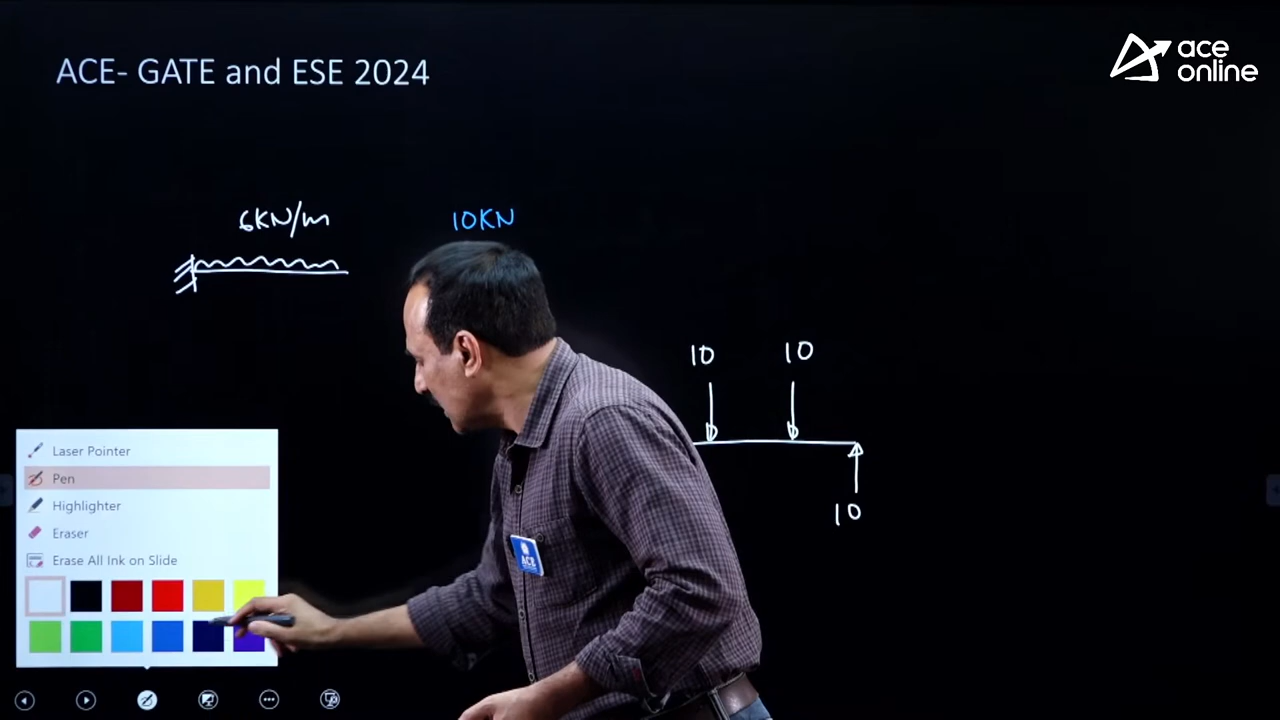 ACE- GATE and ESE 2024
ace
online
6KN/m
10KN
10
10
10
ACE
Laser Pointer
Pen
Highlighter
Eraser
Erase All Ink on Slide